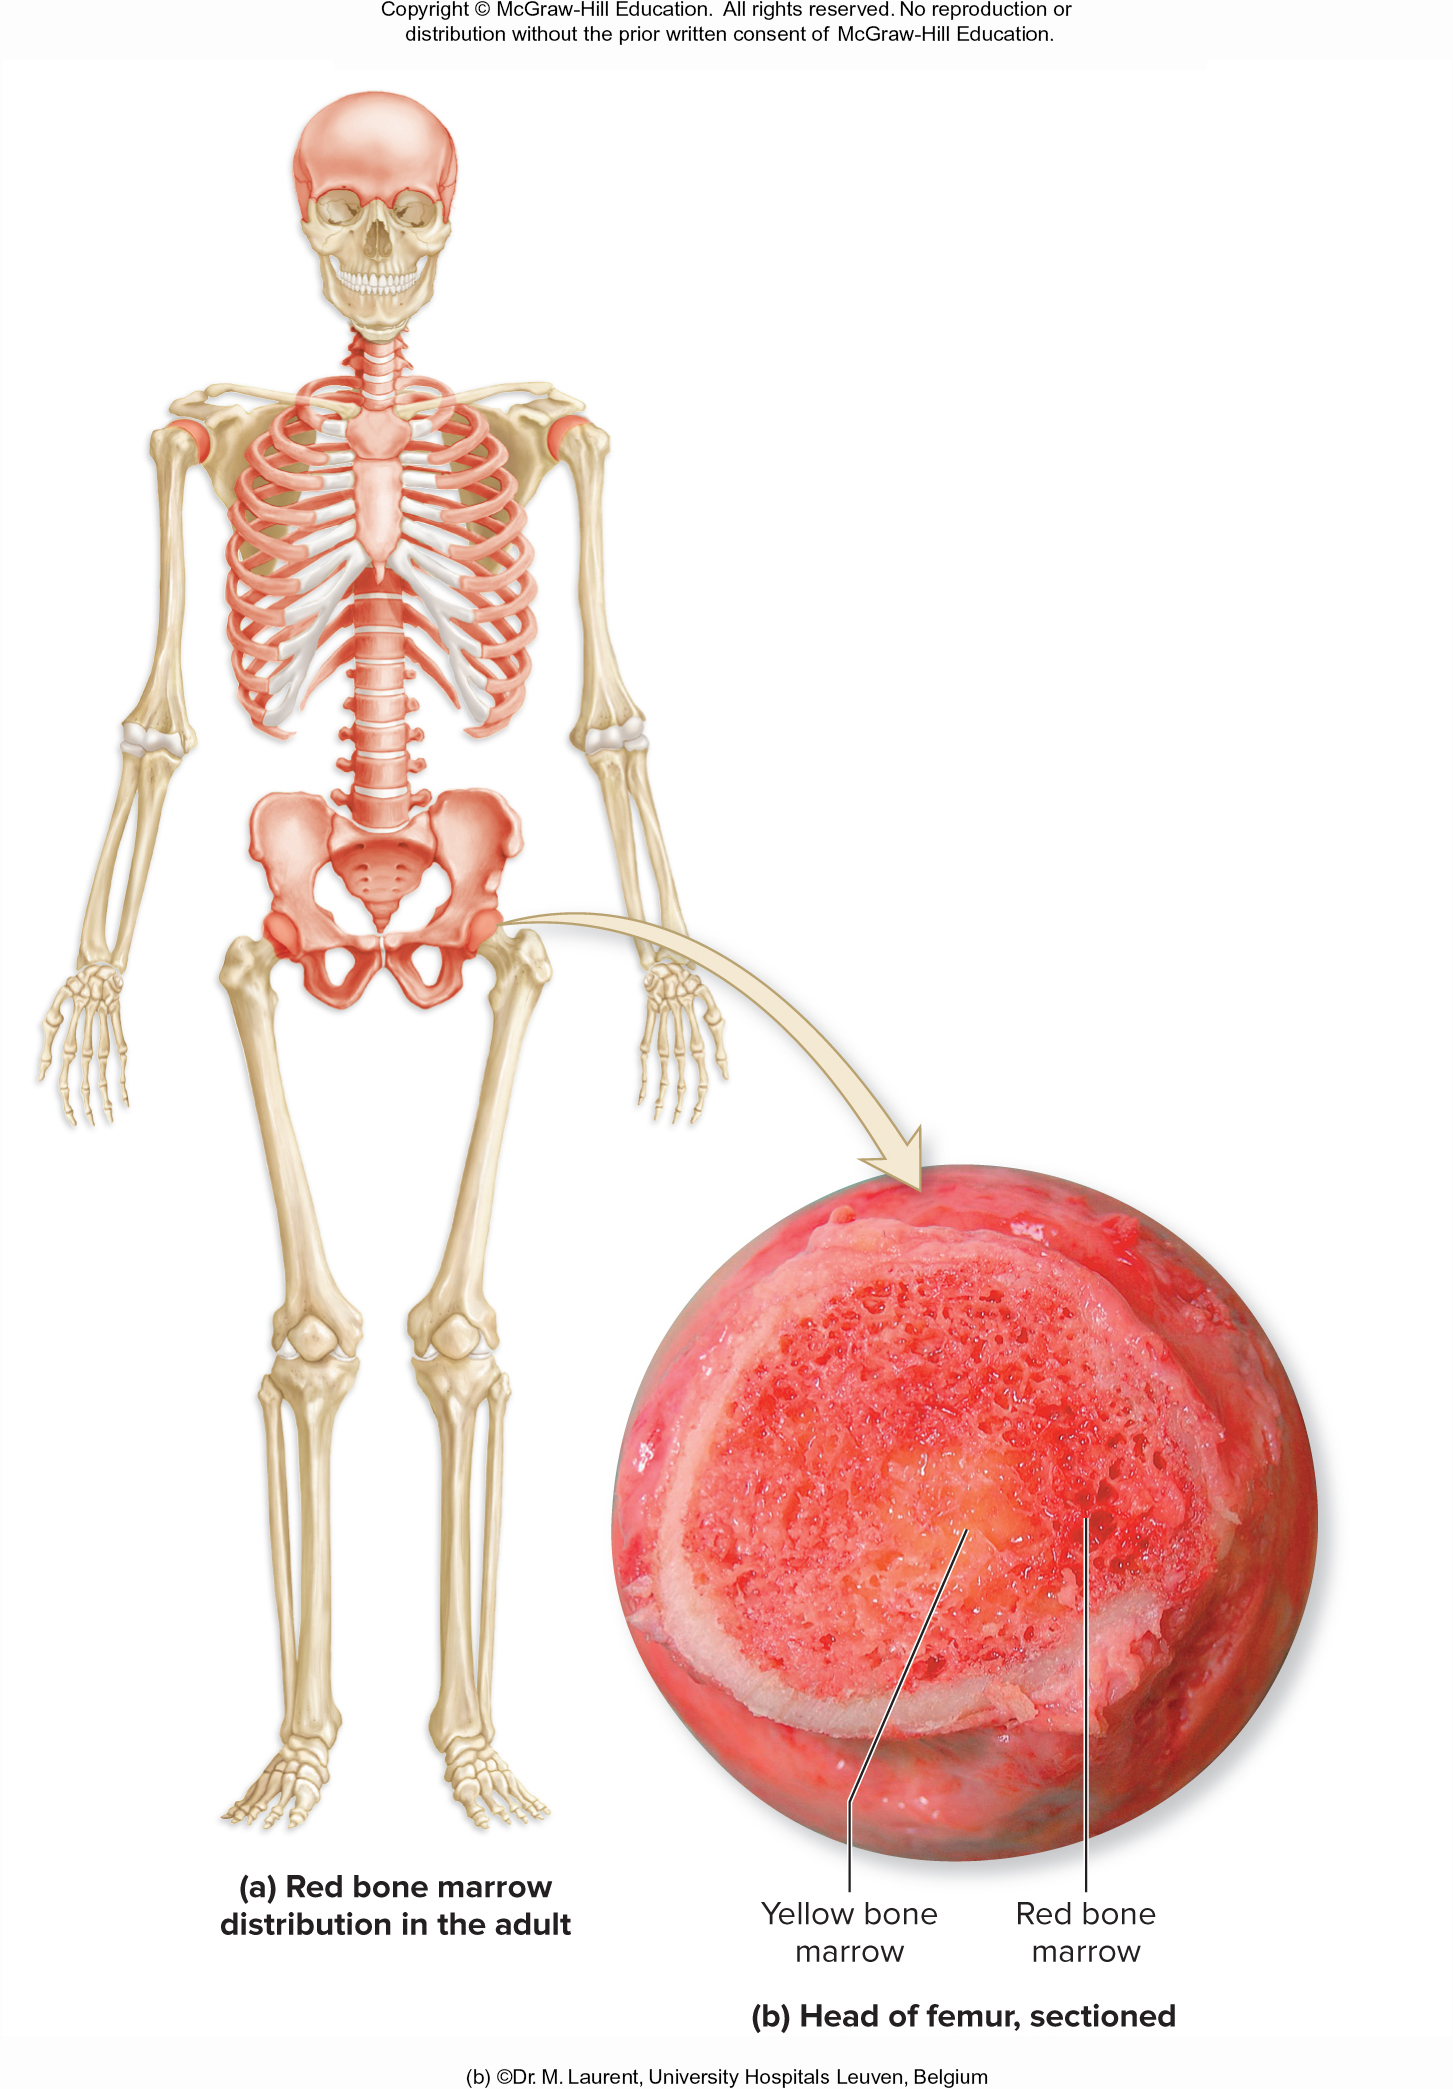 Copyright © McGraw-Hill Education. All rights reserved. No reproduction or
distribution without the prior written consent of McGraw-Hill Education.
(a) Red bone marrow
distribution in the adult
Yellow bone
marrow
Red bone
marrow
(b) Head of femur, sectioned
(b) ©Dr. M. Laurent, University Hospitals Leuven, Belgium